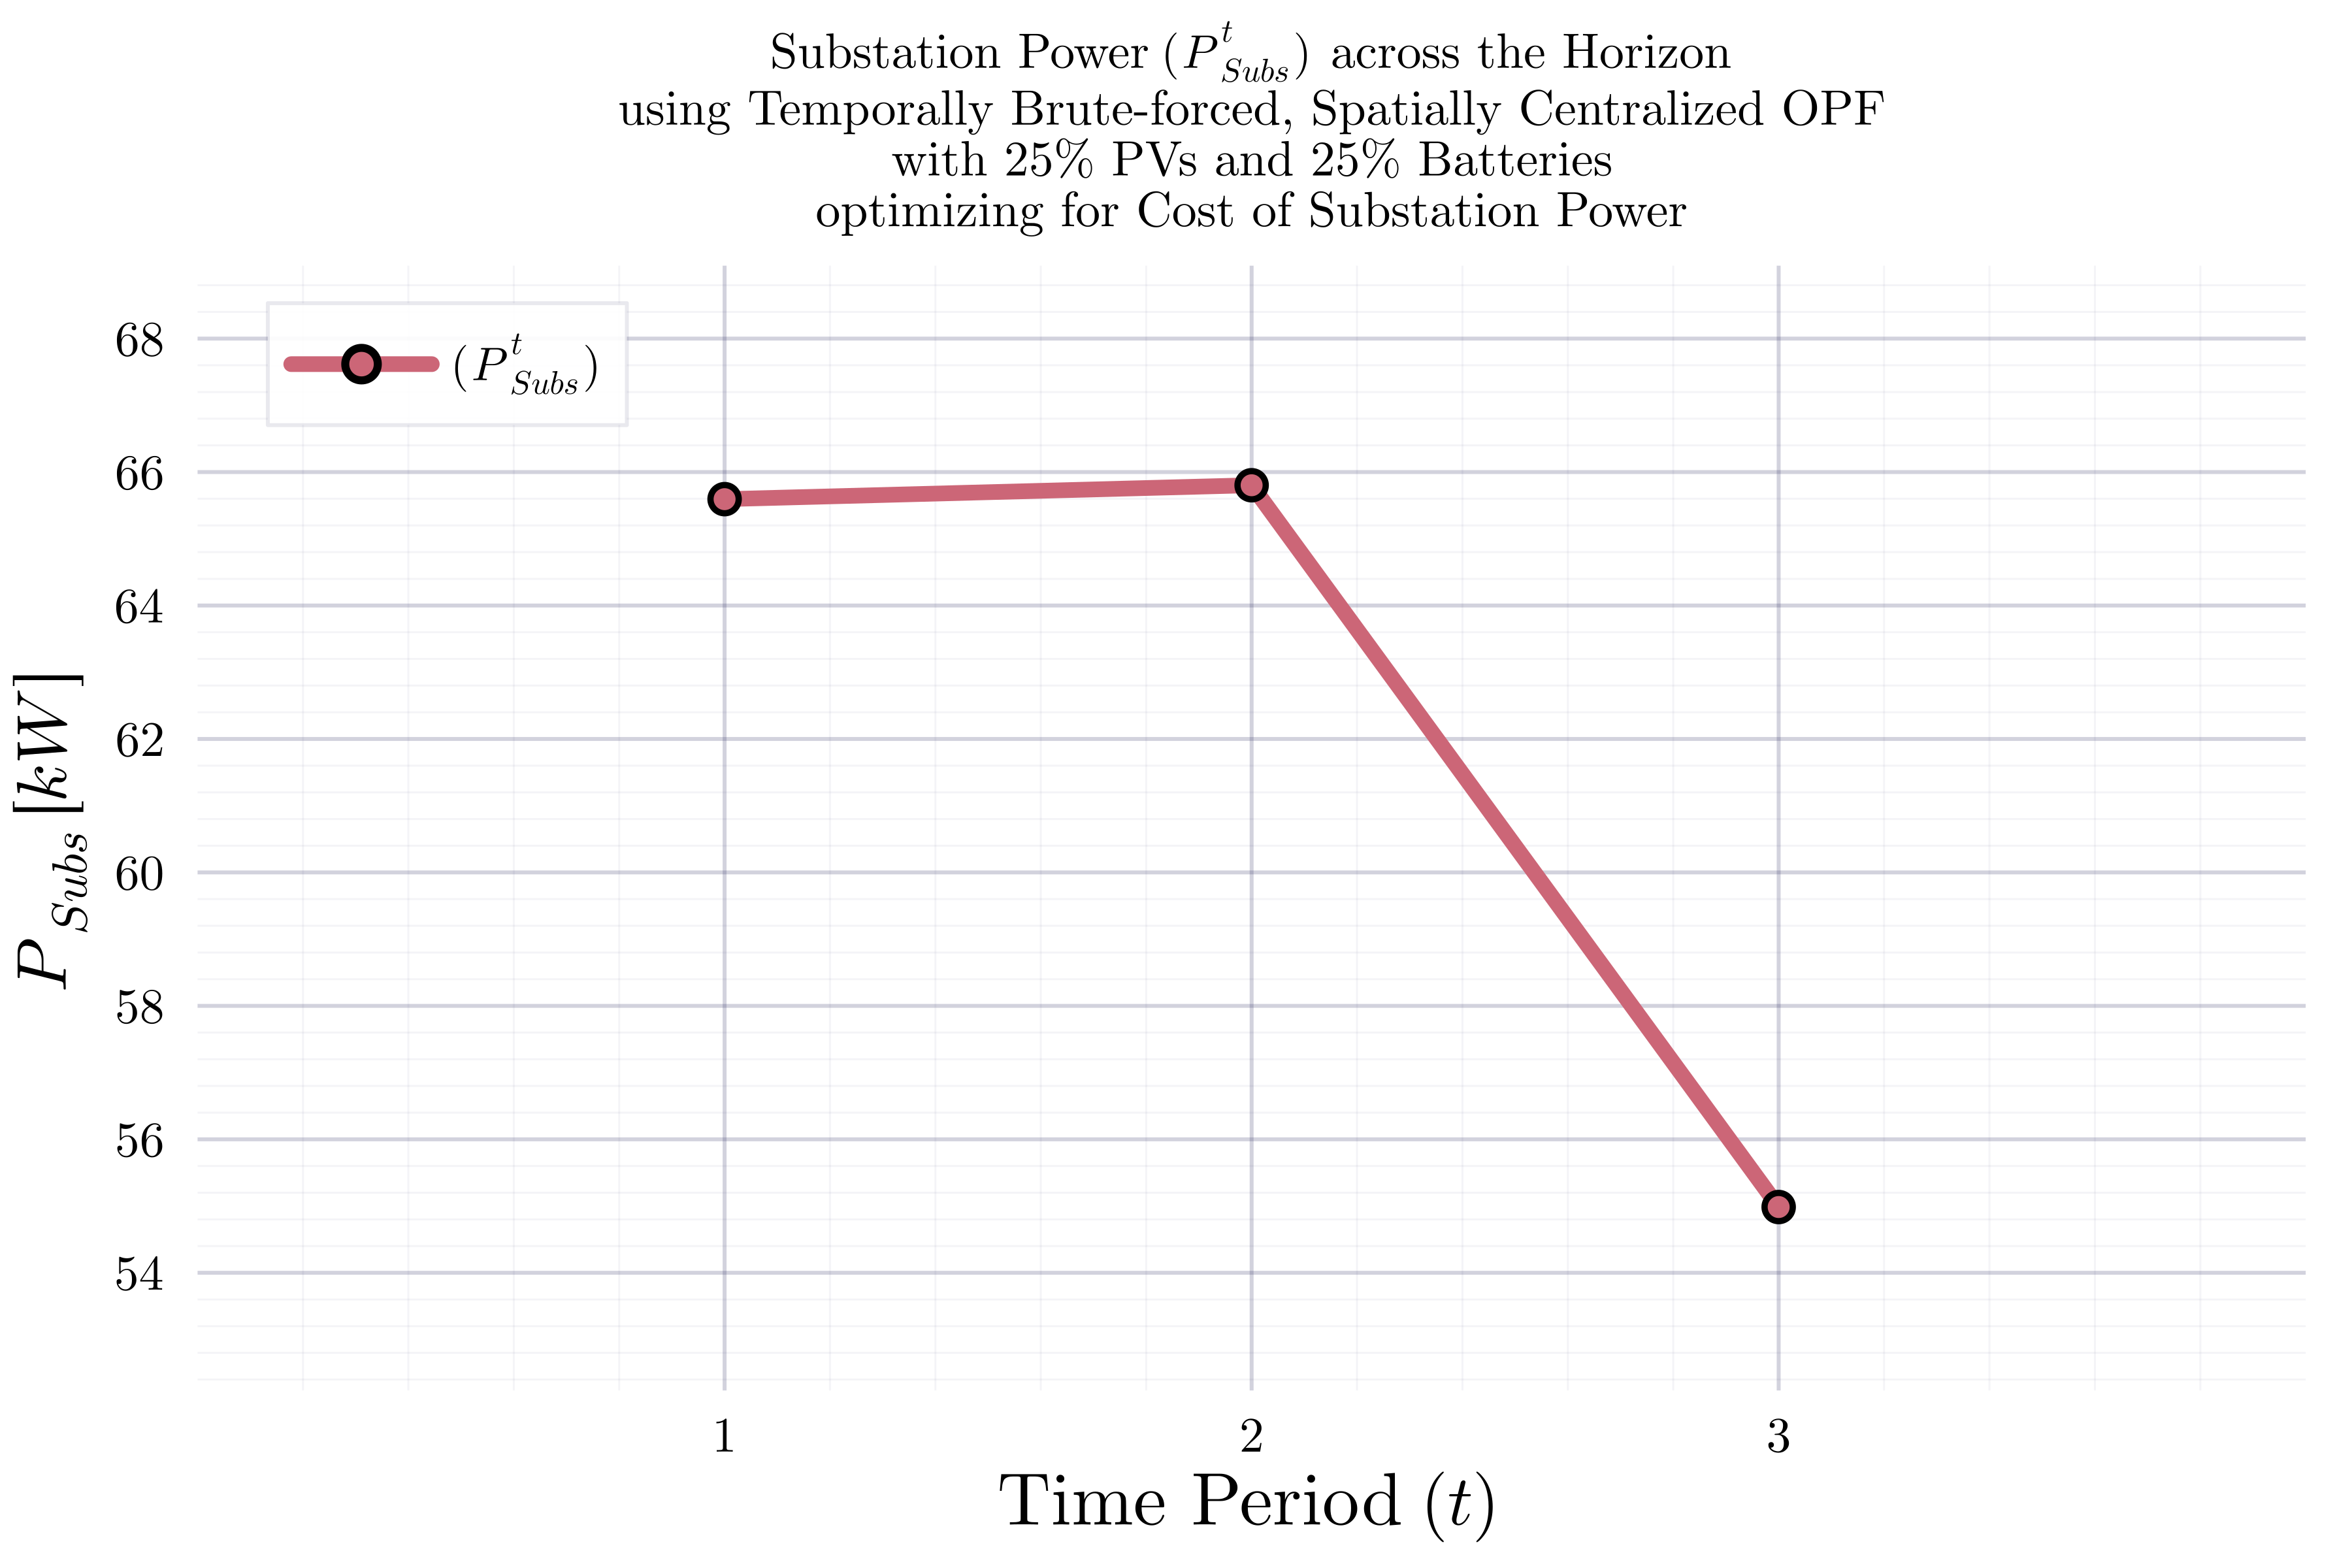 Substation Power (P^t_Subs) across the Horizon
using Temporally Brute-forced, Spatially Centralized OPF
with 25% PVs and 25% Batteries
optimizing for Cost of Substation Power
(P^t_Subs)
68
66
64
62
60
58
56
54
P_Subs [kW]
1 2 3
Time Period (t)